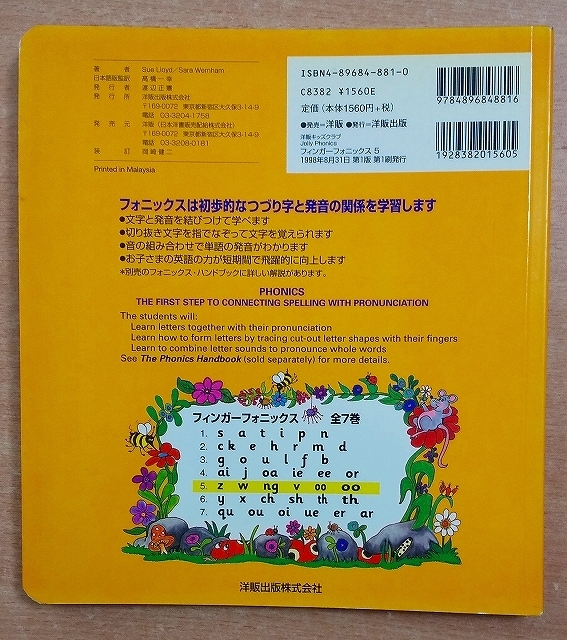 著　　者　Sue Lloyd／Sara Wernham
日本語版監訳　髙橋一幸
発　行　者　渡辺正憲
発　行　所　洋販出版株式会社
〒169-0072　東京都新宿区大久保3-14-9
電話 03-3204-1758
発　売　元　洋販（日本洋書販売配給株式会社）
〒169-0072　東京都新宿区大久保3-14-9
電話 03-3208-0181
装　　訂　岡崎健二
Printed in Malaysia
ISBN4-89684-881-0
C8382 ¥1560E
定価（本体1560円＋税）
●発売＝洋販 ●発行＝洋販出版
洋販キッズクラブ
Jolly Phonics
フィンガーフォニックス 5
1998年8月31日 第1版 第1刷発行
9784896848816
1928382015605
フォニックスは初歩的なつづり字と発音の関係を学習します
●文字と発音を結びつけて学べます
●切り抜き文字を指でなぞって文字を覚えられます
●音の組み合わせで単語の発音がわかります
●お子さまの英語の力が短期間で飛躍的に向上します
＊別売のフォニックス・ハンドブックに詳しい解説があります。
PHONICS
THE FIRST STEP TO CONNECTING SPELLING WITH PRONUNCIATION
The students will:
Learn letters together with their pronunciation
Learn how to form letters by tracing cut-out letter shapes with their fingers
Learn to combine letter sounds to pronounce whole words
See The Phonics Handbook (sold separately) for more details.
フィンガーフォニックス　全7巻
1. s a t i p n
2. ck e h r m d
3. g o u l f b
4. ai j oa ie ee or
5. z w ng v oo oo
6. y x ch sh th th
7. qu ou oi ue er ar
洋販出版株式会社